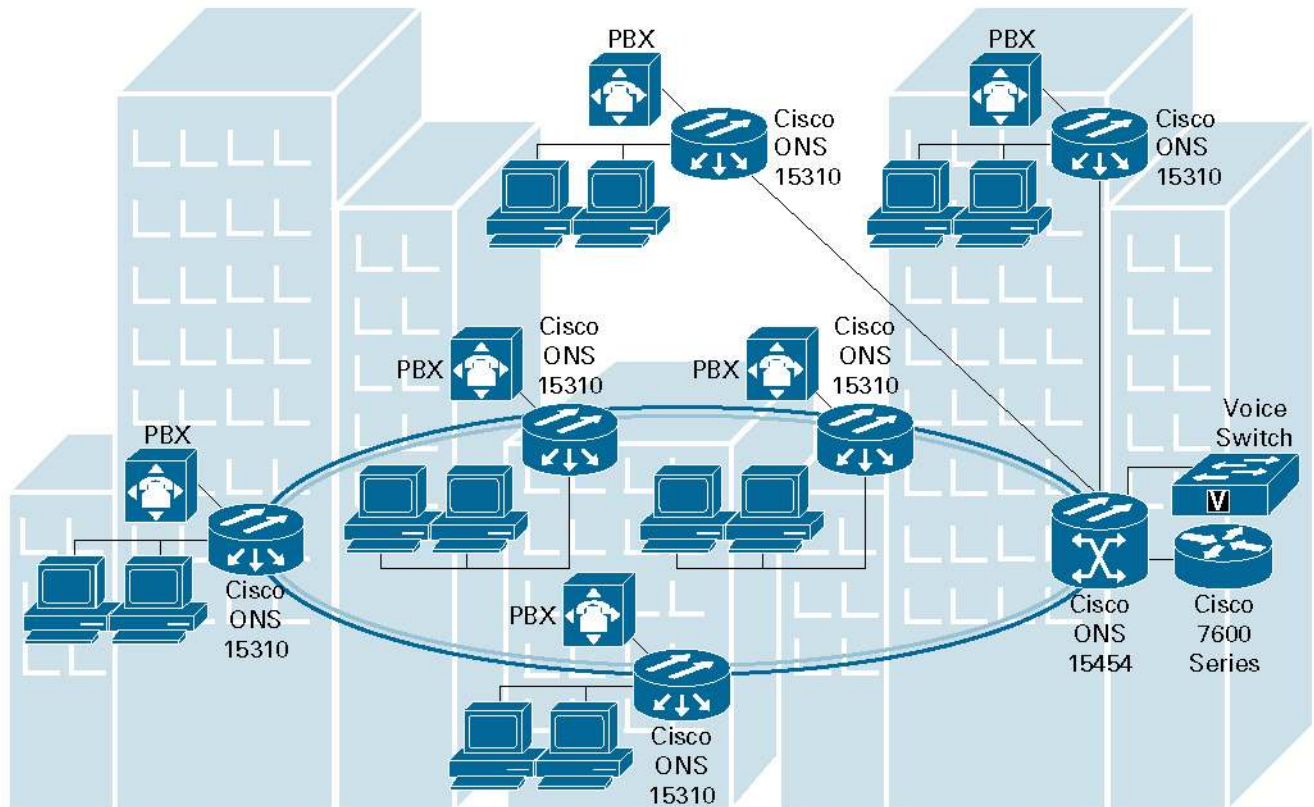 PBX
Cisco
ONS
15310
PBX
Cisco
ONS
15310
PBX
Cisco
ONS
15310
PBX
Cisco
ONS
15310
PBX
Cisco
ONS
15310
Voice
Switch
V
Cisco
ONS
15454
Cisco
7600
Series
PBX
Cisco
ONS
15310